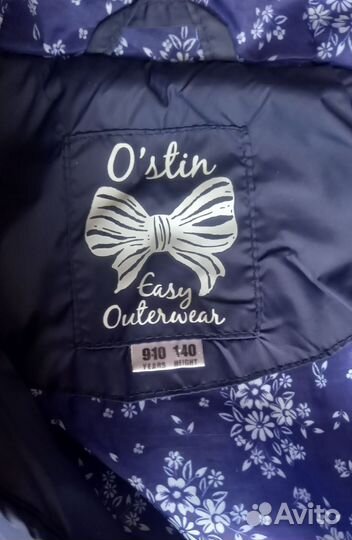 O'stin
Easy
Outerwear
9-10 140
YEARS HEIGHT
Avito